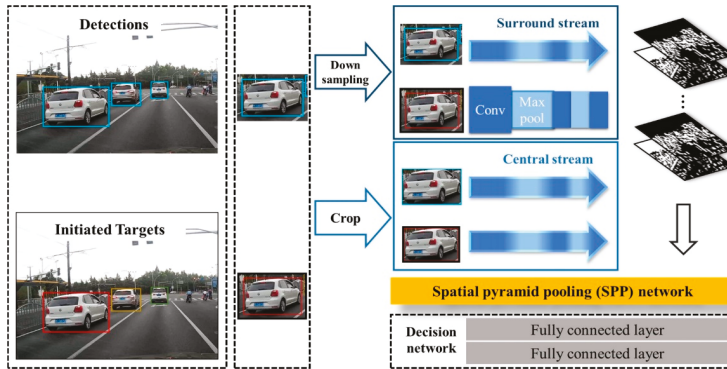 Detections
Initiated Targets
Down
sampling
Crop
Surround stream
Conv
Max
pool
Central stream
Spatial pyramid pooling (SPP) network
Decision
network
Fully connected layer
Fully connected layer